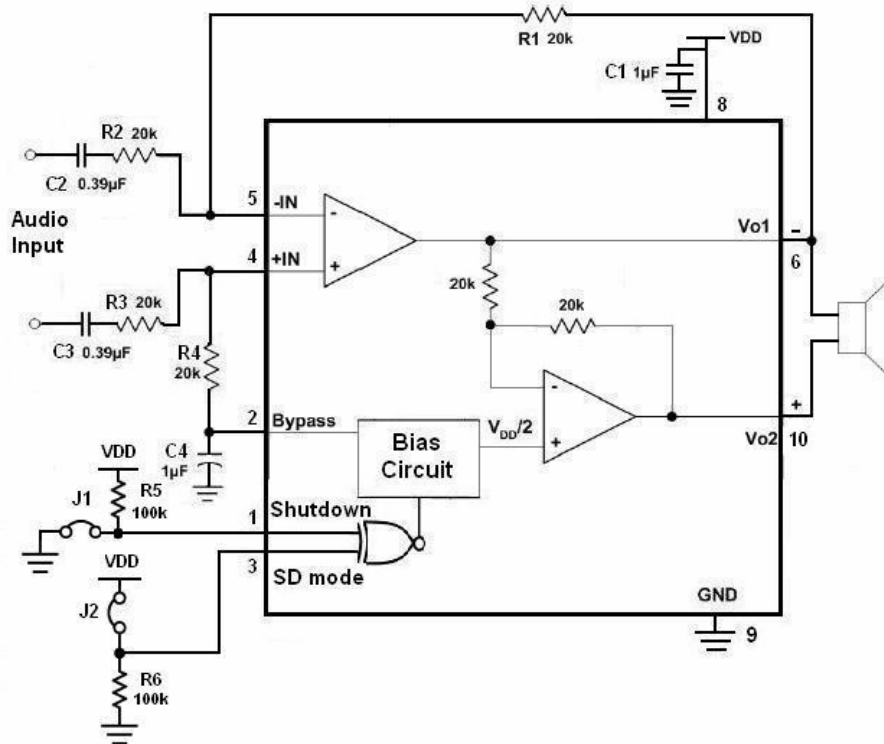 R1 20k
VDD
C1 1µF
8
R2 20k
C2 0.39µF
5
-IN
-
Audio
Input
4
+IN
+
Vo1
-
6
R3 20k
C3 0.39µF
20k
20k
R4
20k
2
Bypass
-
VDD/2
+
+
Vo2
10
C4
1µF
Bias
Circuit
VDD
R5
100k
J1
1
Shutdown
3
SD mode
VDD
J2
R6
100k
GND
9